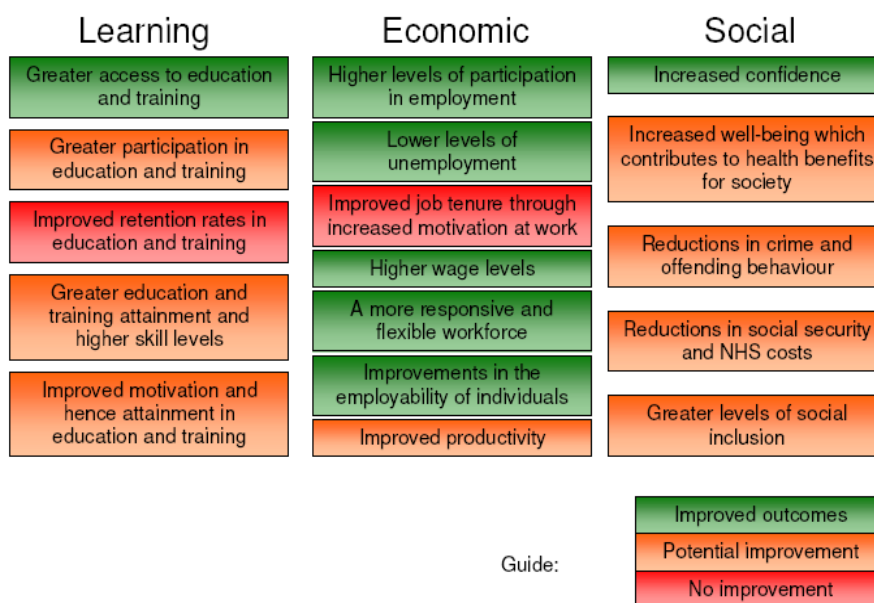 Learning
Greater access to education
and training
Greater participation in
education and training
Improved retention rates in
education and training
Greater education and
training attainment and
higher skill levels
Improved motivation and
hence attainment in
education and training
Economic
Higher levels of participation
in employment
Lower levels of
unemployment
Improved job tenure through
increased motivation at work
Higher wage levels
A more responsive and
flexible workforce
Improvements in the
employability of individuals
Improved productivity
Social
Increased confidence
Increased well-being which
contributes to health benefits
for society
Reductions in crime and
offending behaviour
Reductions in social security
and NHS costs
Greater levels of social
inclusion
Guide:
Improved outcomes
Potential improvement
No improvement